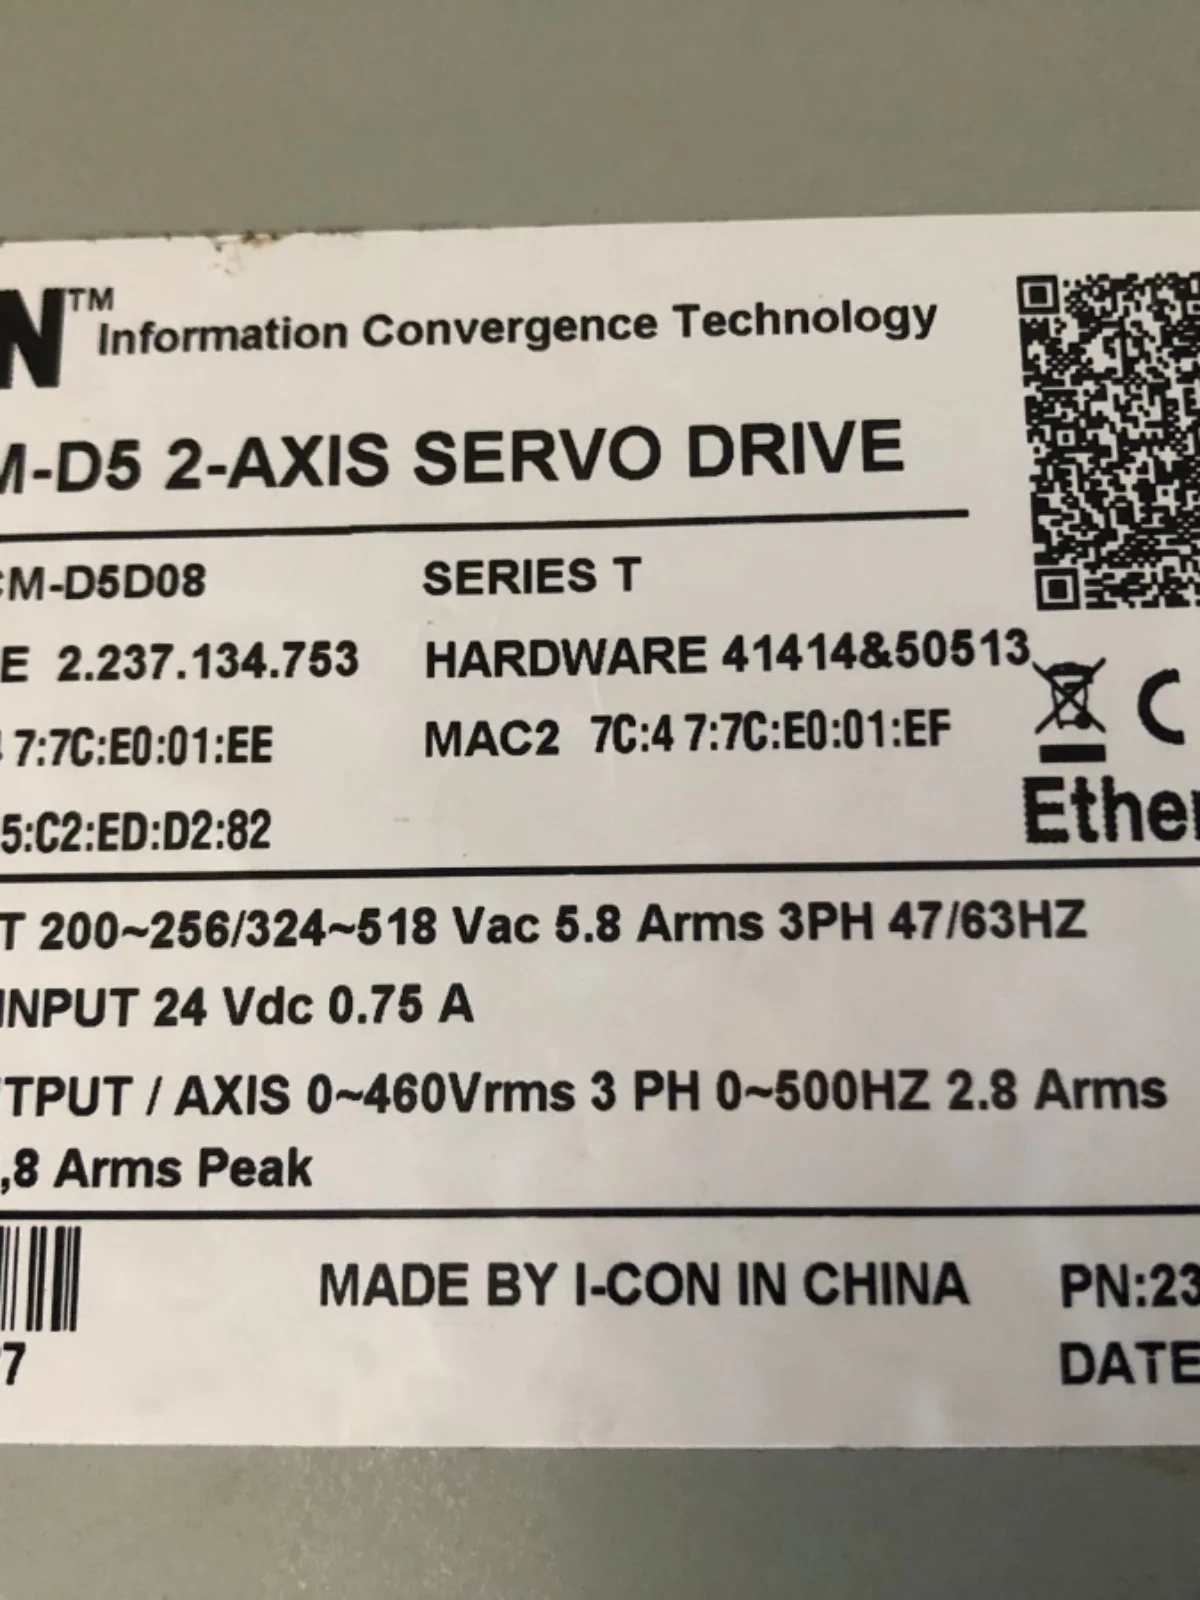 N™ Information Convergence Technology
M-D5 2-AXIS SERVO DRIVE
CM-D5D08 SERIES T
E 2.237.134.753 HARDWARE 41414&50513
7:7C:E0:01:EE MAC2 7C:4 7:7C:E0:01:EF
5:C2:ED:D2:82
Ether
T 200~256/324~518 Vac 5.8 Arms 3PH 47/63HZ
INPUT 24 Vdc 0.75 A
TPUT / AXIS 0~460Vrms 3 PH 0~500HZ 2.8 Arms
,8 Arms Peak
MADE BY I-CON IN CHINA PN:23
7 DATE